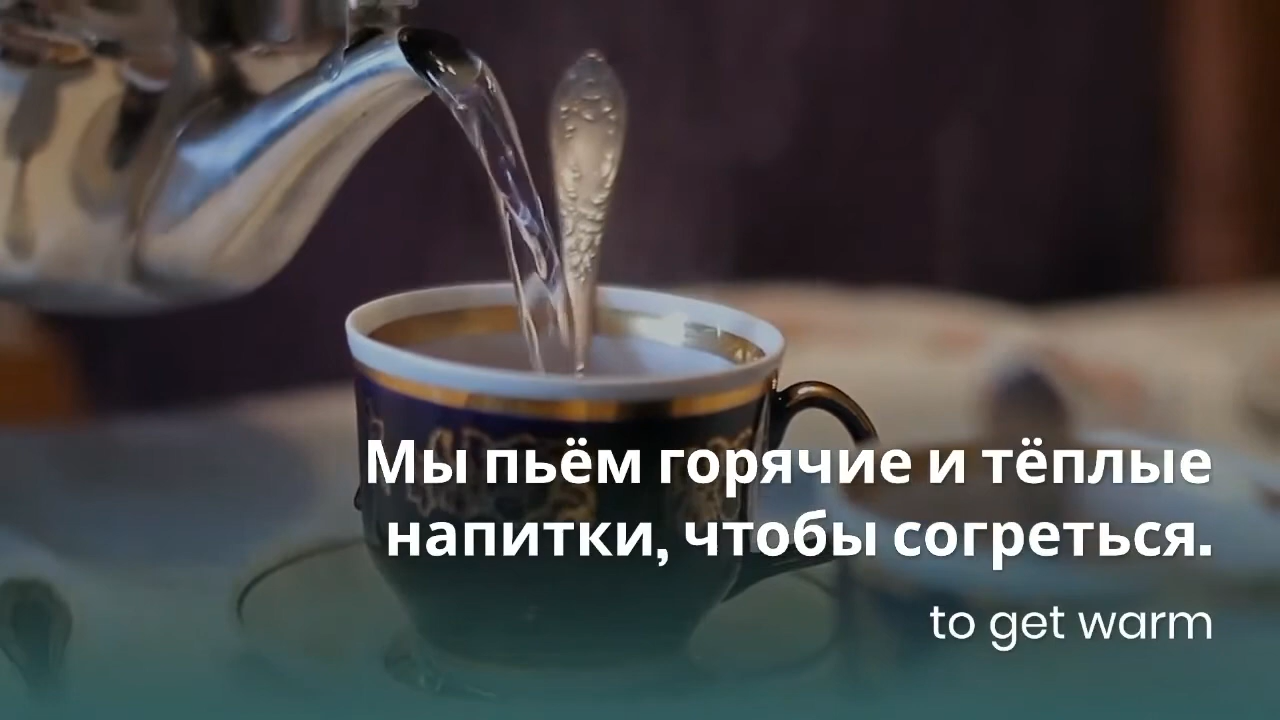 Мы пьём горячие и тёплые
напитки, чтобы согреться.
to get warm